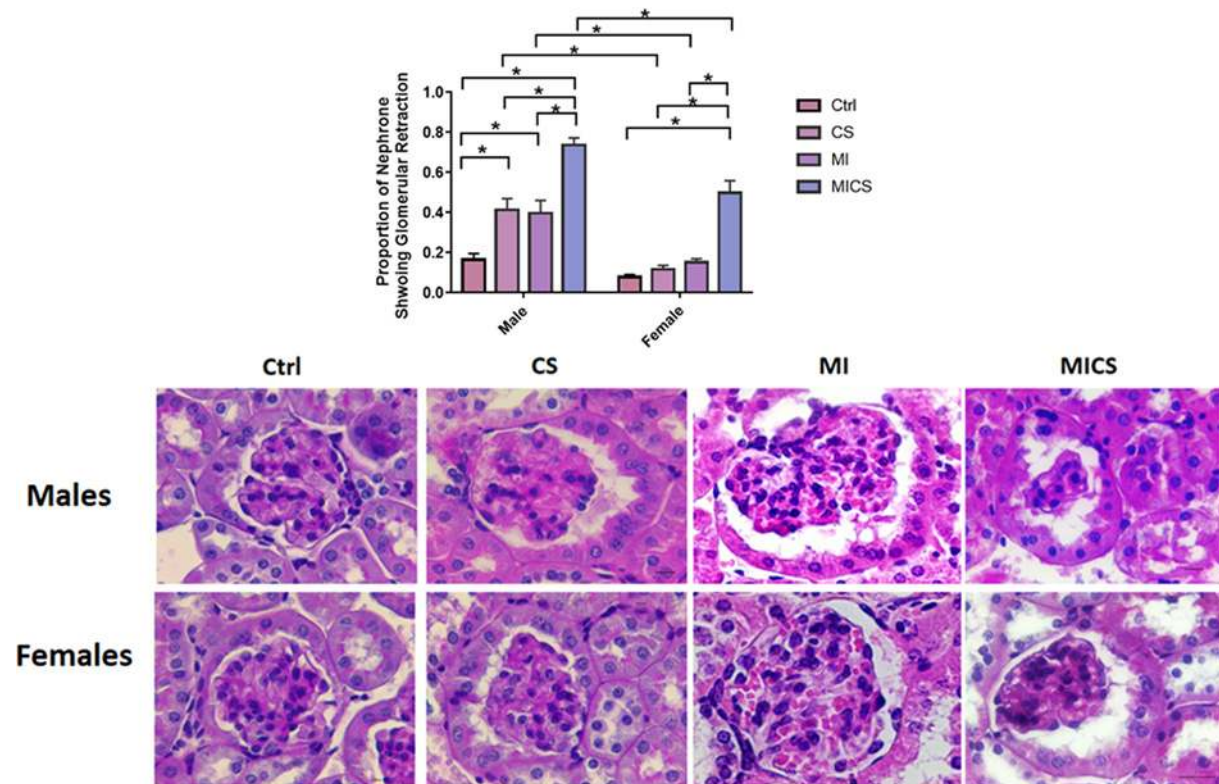 Proportion of Nephrone
Shwoing Glomerular Retraction
1.0
0.8
0.6
0.4
0.2
0.0
* * * * * * * * * * * *
Male
Female
Ctrl
CS
MI
MICS
Ctrl CS MI MICS
Males
Females